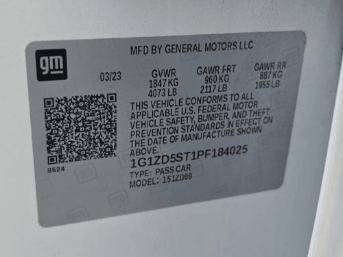 gm
MFD BY GENERAL MOTORS LLC
03/23 GVWR GAWR FRT GAWR RR
1847 KG 960 KG 887 KG
4073 LB 2117 LB 1955 LB
THIS VEHICLE CONFORMS TO ALL
APPLICABLE U.S. FEDERAL MOTOR
VEHICLE SAFETY, BUMPER, AND THEFT
PREVENTION STANDARDS IN EFFECT ON
THE DATE OF MANUFACTURE SHOWN
ABOVE.
1G1ZD5ST1PF184025
TYPE: PASS CAR
MODEL: 1S1ZD69
8624